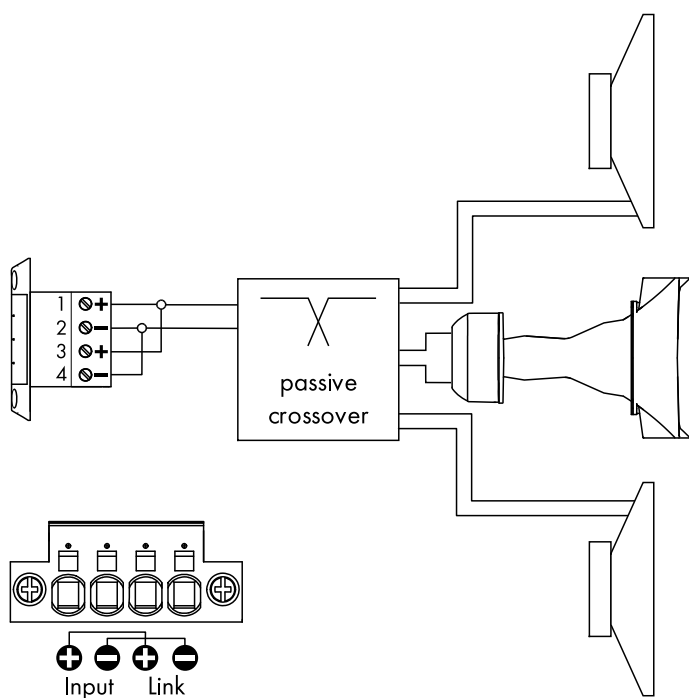 1 +
2 −
3 +
4 −
passive
crossover
+ − + −
Input Link